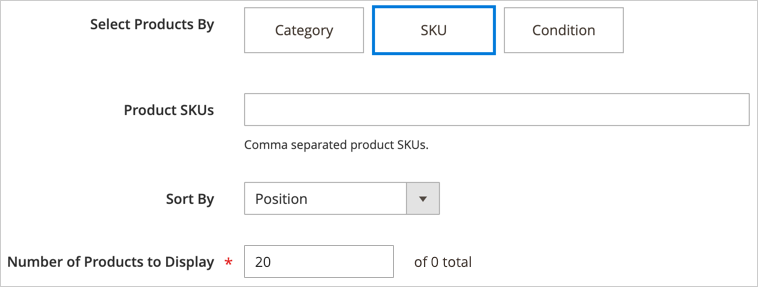 Select Products By Category SKU Condition
Product SKUs
Comma separated product SKUs.
Sort By Position
Number of Products to Display * 20 of 0 total